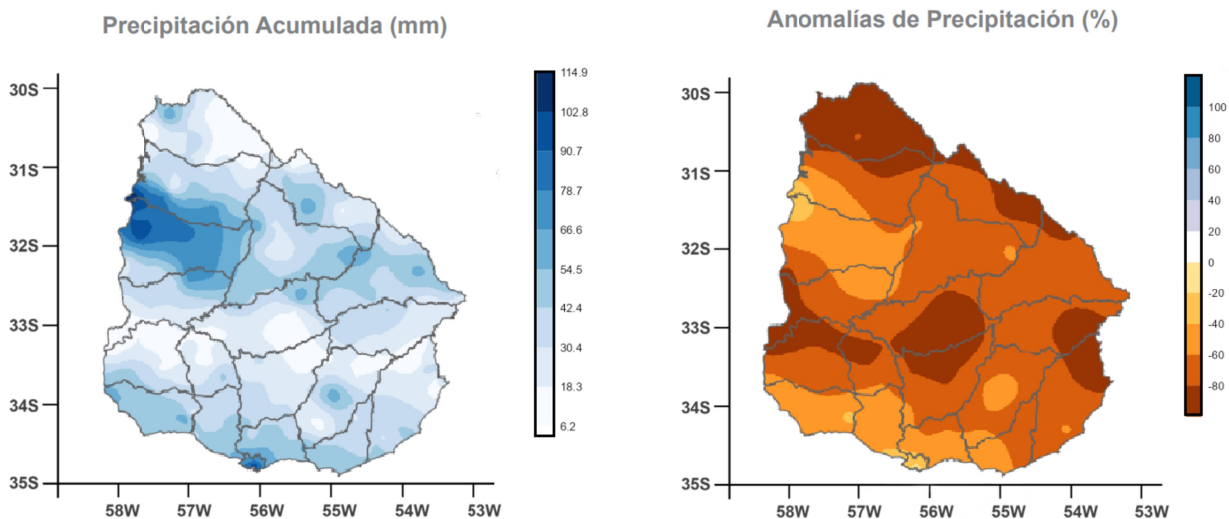 Precipitación Acumulada (mm)
30S
31S
32S
33S
34S
35S
58W
57W
56W
55W
54W
53W
114.9
102.8
90.7
78.7
66.6
54.5
42.4
30.4
18.3
6.2
Anomalías de Precipitación (%)
30S
31S
32S
33S
34S
35S
58W
57W
56W
55W
54W
53W
100
80
60
40
20
0
-20
-40
-60
-80